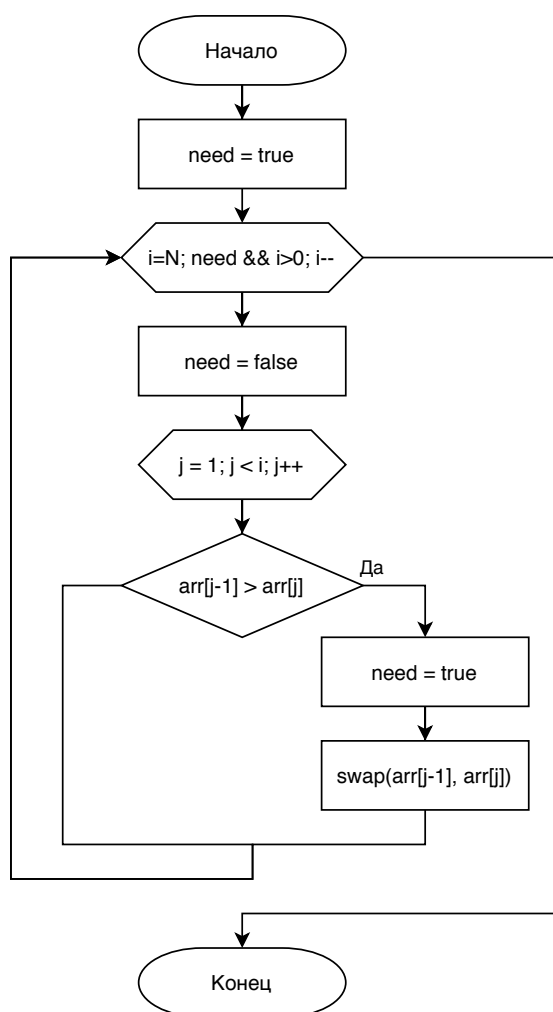 Начало
need = true
i=N; need && i>0; i--
need = false
j = 1; j < i; j++
arr[j-1] > arr[j]
Да
need = true
swap(arr[j-1], arr[j])
Конец